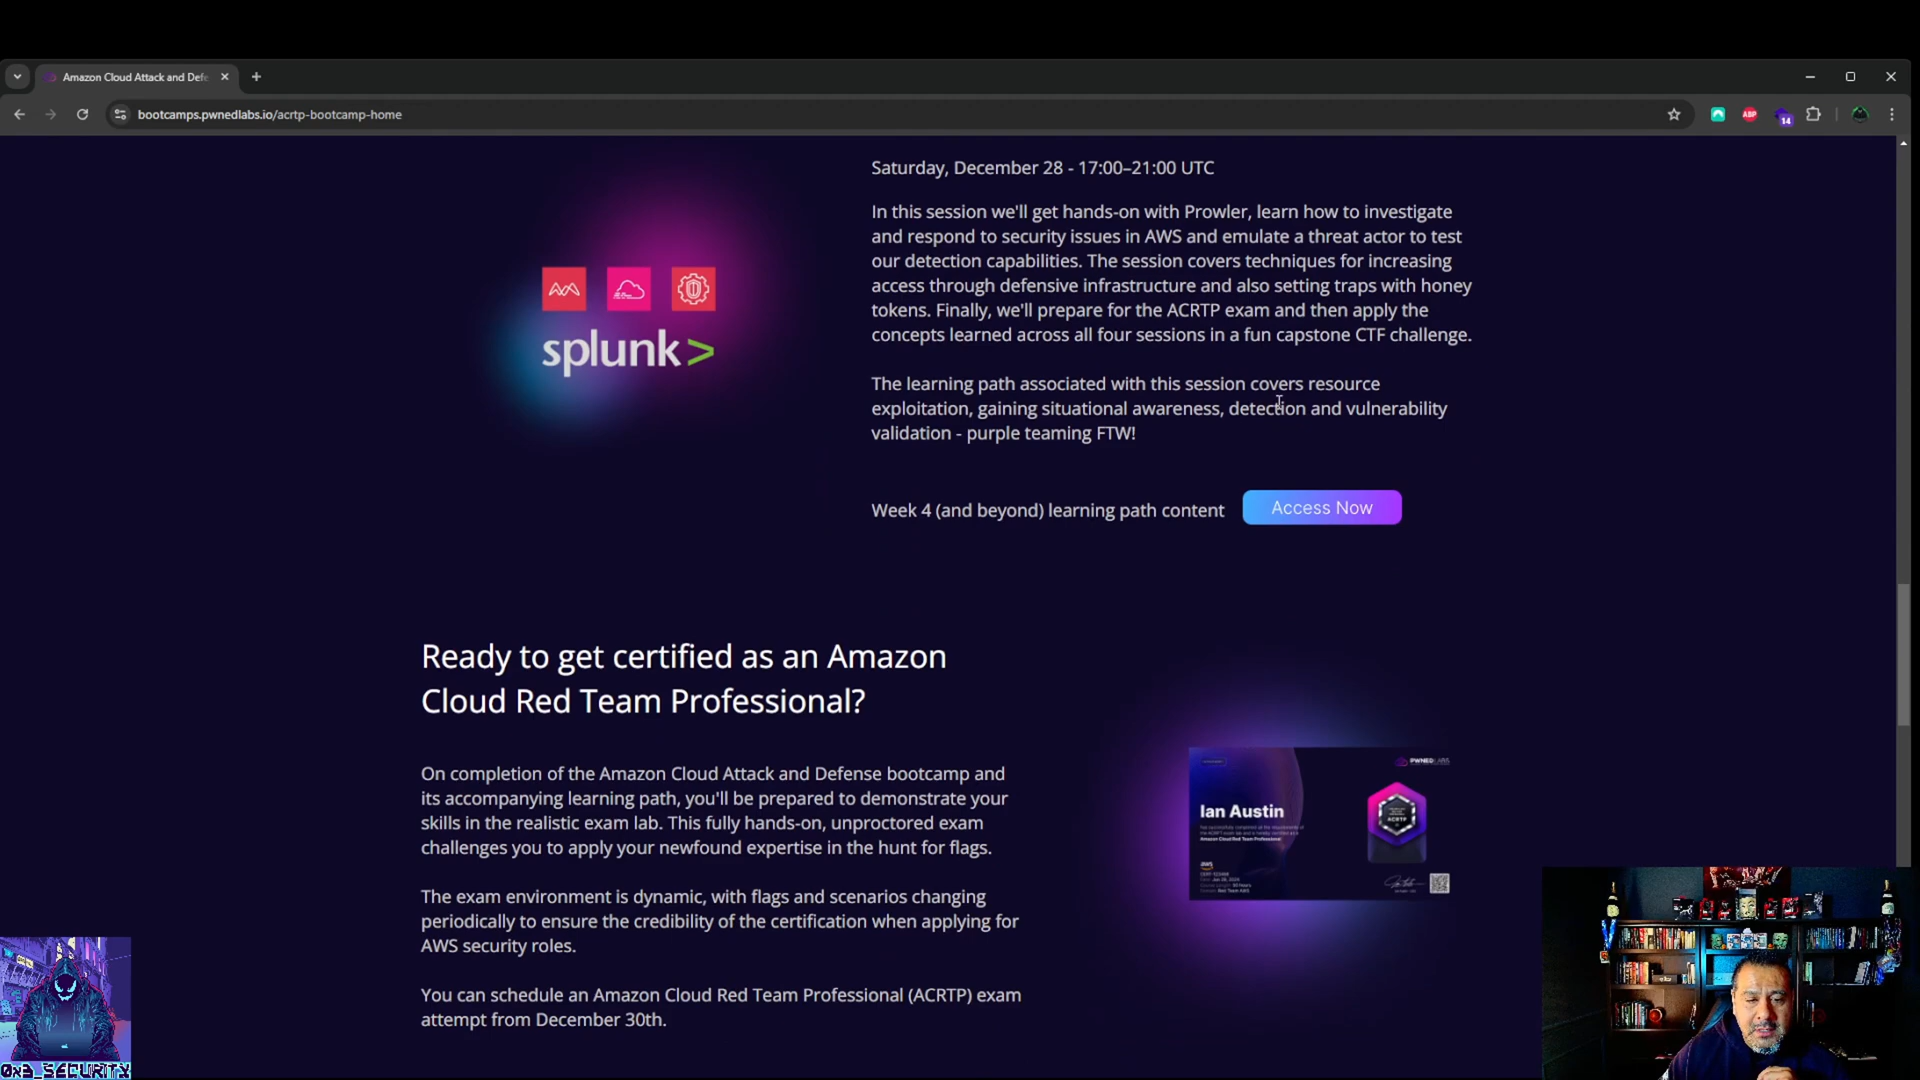 Amazon Cloud Attack and Defe
bootcamps.pwnedlabs.io/acrtp-bootcamp-home
ABP
14
Saturday, December 28 - 17:00–21:00 UTC
In this session we'll get hands-on with Prowler, learn how to investigate
and respond to security issues in AWS and emulate a threat actor to test
our detection capabilities. The session covers techniques for increasing
access through defensive infrastructure and also setting traps with honey
tokens. Finally, we'll prepare for the ACRTP exam and then apply the
concepts learned across all four sessions in a fun capstone CTF challenge.
splunk>
The learning path associated with this session covers resource
exploitation, gaining situational awareness, detection and vulnerability
validation - purple teaming FTW!
Week 4 (and beyond) learning path content
Access Now
Ready to get certified as an Amazon
Cloud Red Team Professional?
On completion of the Amazon Cloud Attack and Defense bootcamp and
its accompanying learning path, you'll be prepared to demonstrate your
skills in the realistic exam lab. This fully hands-on, unproctored exam
challenges you to apply your newfound expertise in the hunt for flags.
The exam environment is dynamic, with flags and scenarios changing
periodically to ensure the credibility of the certification when applying for
AWS security roles.
You can schedule an Amazon Cloud Red Team Professional (ACRTP) exam
attempt from December 30th.
PWNEDLABS
Ian Austin
ACRTP
aws
0x3_SECURITY